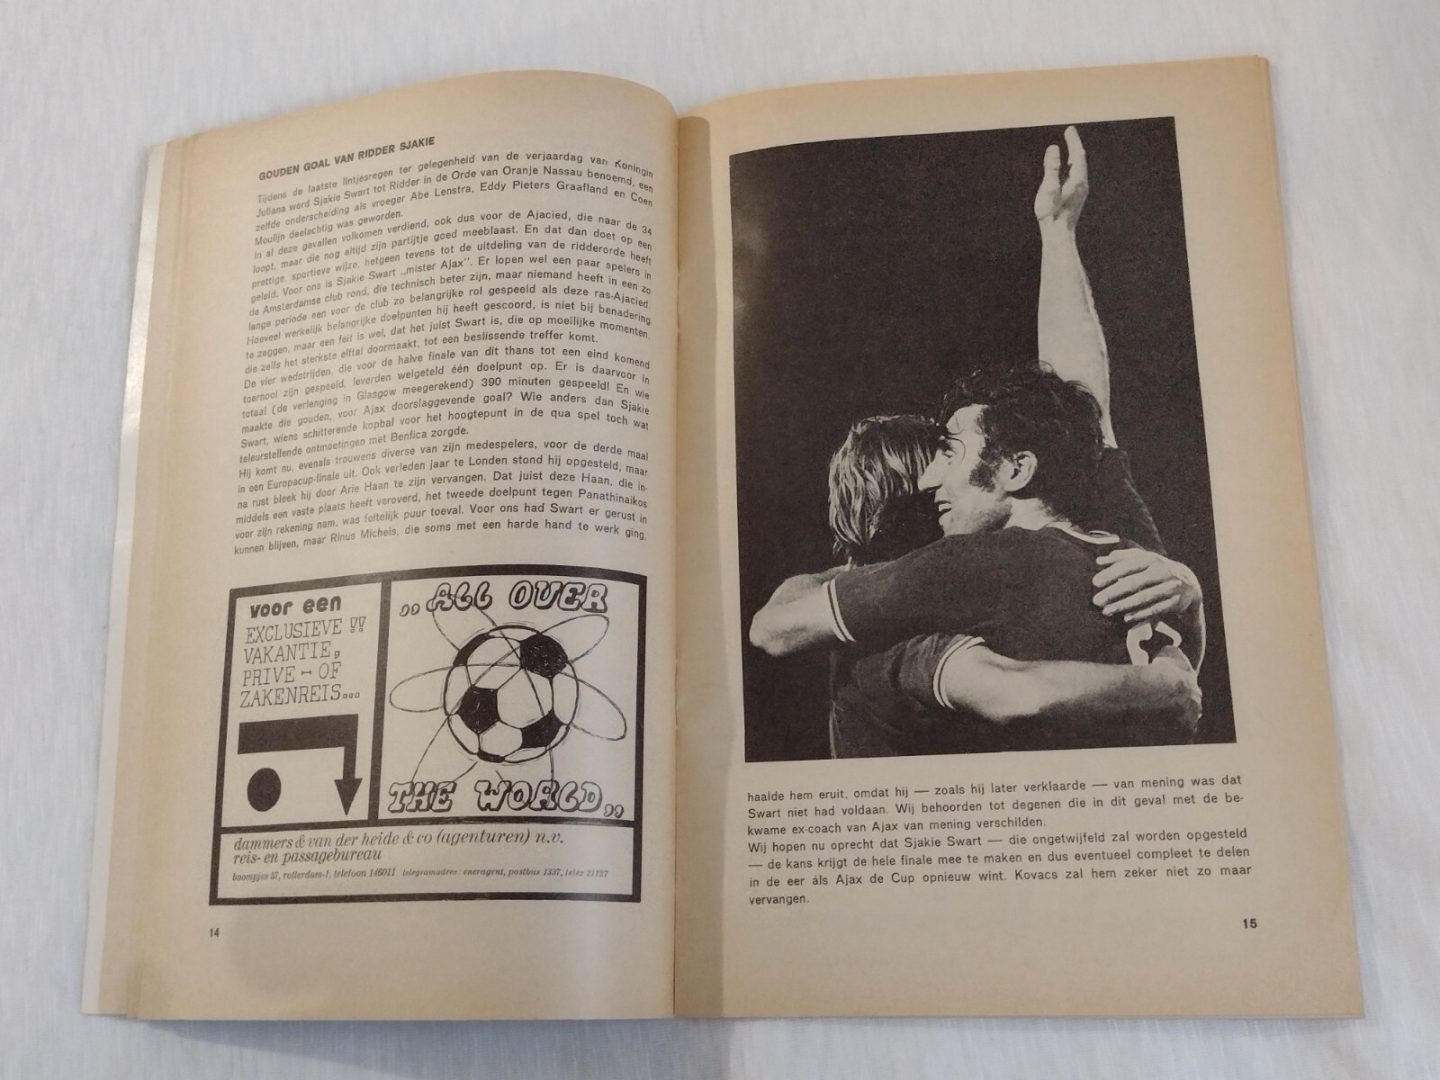 GOUDEN GOAL VAN RIDDER SJAKIE
Tijdens de laatste lintjesregen ter gelegenheid van de verjaardag van Koningin
Juliana werd Sjakie Swart tot Ridder in de Orde van Oranje Nassau benoemd, een
zelfde onderscheiding als vroeger Abe Lenstra, Eddy Pieters Graafland en Coen
Moulijn deelachtig was geworden.
In al deze gevallen volkomen verdiend, ook dus voor de Ajacied, die naar de 34
loopt, maar die nog altijd zijn partijtje goed meeblaast. En dat dan doet op een
prettige, sportieve wijze, hetgeen tevens tot de uitdeling van de ridderorde heeft
geleid. Voor ons is Sjakie Swart „mister Ajax”. Er lopen wel een paar spelers in
de Amsterdamse club rond, die technisch beter zijn, maar niemand heeft in een zo
lange periode een voor de club zo belangrijke rol gespeeld als deze ras-Ajacied.
Hoeveel werkelijk belangrijke doelpunten hij heeft gescoord, is niet bij benadering
te zeggen, maar een feit is wel, dat het juist Swart is, die op moeilijke momenten,
die zelfs het sterkste elftal doormaakt, tot een beslissende treffer komt.
De vier wedstrijden, die voor de halve finale van dit thans tot een eind komend
toernooi zijn gespeeld, leverden welgeteld één doelpunt op. Er is daarvoor in
totaal (de verlenging in Glasgow meegerekend) 390 minuten gespeeld! En wie
maakte die gouden, voor Ajax doorslaggevende goal? Wie anders dan Sjakie
Swart, wiens schitterende kopbal voor het hoogtepunt in de qua spel toch wat
teleurstellende ontmoetingen met Benfica zorgde.
Hij komt nu, evenals trouwens diverse van zijn medespelers, voor de derde maal
in een Europacup-finale uit. Ook verleden jaar te Londen stond hij opgesteld, maar
na rust bleek hij door Arie Haan te zijn vervangen. Dat juist deze Haan, die in-
middels een vaste plaats heeft veroverd, het tweede doelpunt tegen Panathinaikos
voor zijn rekening nam, was feitelijk puur toeval. Voor ons had Swart er gerust in
kunnen blijven, maar Rinus Michels, die soms met een harde hand te werk ging,
voor een
EXCLUSIEVE !!
VAKANTIE,
PRIVE - OF
ZAKENREIS...
„ALL OVER
THE WORLD„
dammers & van der heide & co (agenturen) n.v.
reis- en passagebureau
boompjes 57, rotterdam-1, telefoon 146011 telegramadres: eneragent, postbus 1337, telex 21127
14
haalde hem eruit, omdat hij — zoals hij later verklaarde — van mening was dat
Swart niet had voldaan. Wij behoorden tot degenen die in dit geval met de be-
kwame ex-coach van Ajax van mening verschilden.
Wij hopen nu oprecht dat Sjakie Swart — die ongetwijfeld zal worden opgesteld
— de kans krijgt de hele finale mee te maken en dus eventueel compleet te delen
in de eer áls Ajax de Cup opnieuw wint. Kovacs zal hem zeker niet zo maar
vervangen.
15